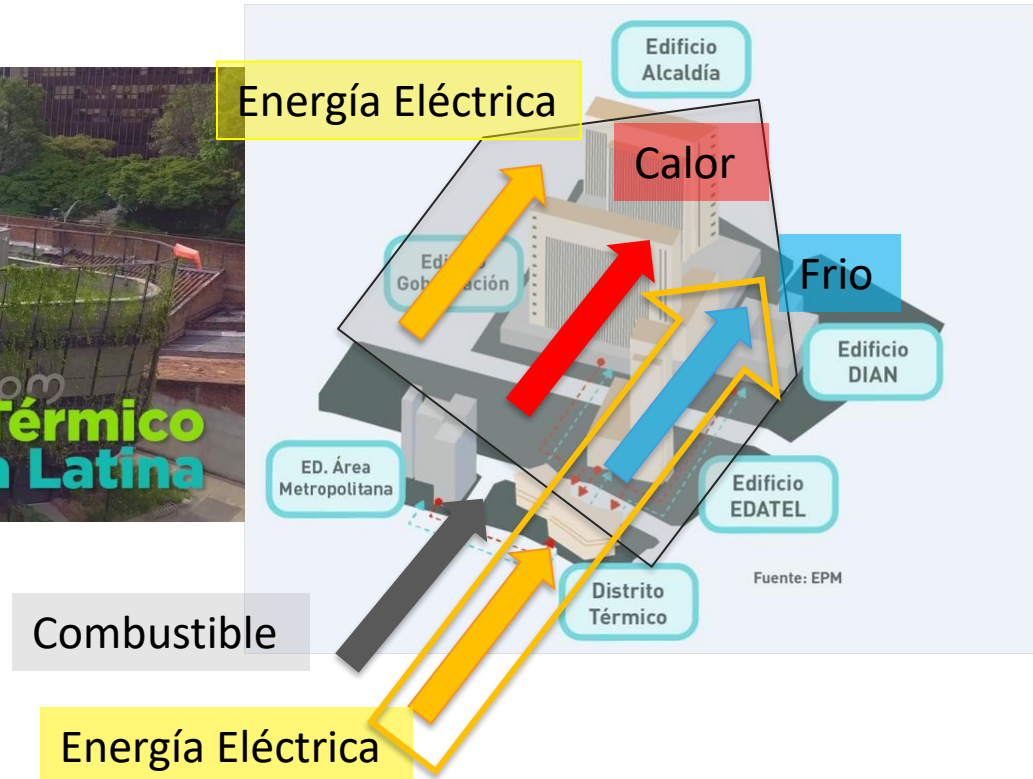 Edificio
Alcaldía
Energía Eléctrica
Calor
Frio
Edificio
DIAN
om
Térmico
Latina
ED. Área
Metropolitana
Edificio
EDATEL
Fuente: EPM
Distrito
Térmico
Combustible
Energía Eléctrica